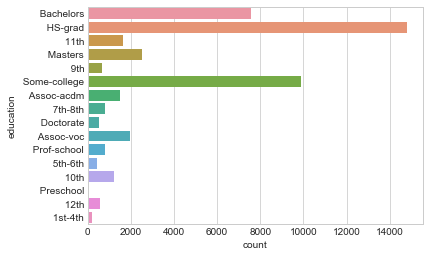 Bachelors
HS-grad
11th
Masters
9th
Some-college
Assoc-acdm
7th-8th
Doctorate
Assoc-voc
Prof-school
5th-6th
10th
Preschool
12th
1st-4th
education
0 2000 4000 6000 8000 10000 12000 14000
count